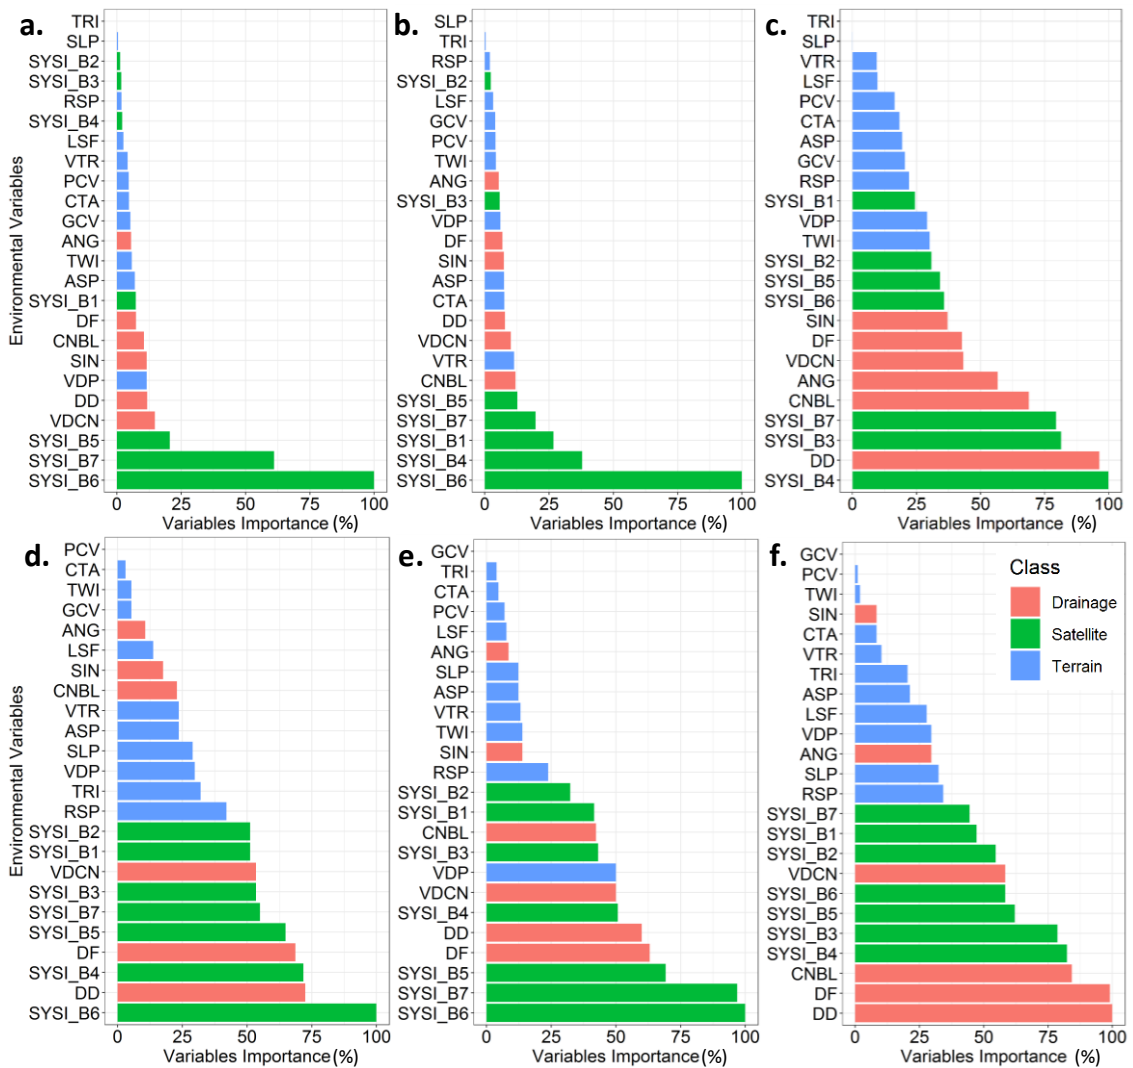 a.
Environmental Variables
TRI
SLP
SYSI_B2
SYSI_B3
RSP
SYSI_B4
LSF
VTR
PCV
CTA
GCV
ANG
TWI
ASP
SYSI_B1
DF
CNBL
SIN
VDP
DD
VDCN
SYSI_B5
SYSI_B7
SYSI_B6
0 25 50 75 100
Variables Importance (%)
b.
SLP
TRI
RSP
SYSI_B2
LSF
GCV
PCV
TWI
ANG
SYSI_B3
VDP
DF
SIN
ASP
CTA
DD
VDCN
VTR
CNBL
SYSI_B5
SYSI_B7
SYSI_B1
SYSI_B4
SYSI_B6
0 25 50 75 100
Variables Importance (%)
c.
TRI
SLP
VTR
LSF
PCV
CTA
ASP
GCV
RSP
SYSI_B1
VDP
TWI
SYSI_B2
SYSI_B5
SYSI_B6
SIN
DF
VDCN
ANG
CNBL
SYSI_B7
SYSI_B3
DD
SYSI_B4
0 25 50 75 100
Variables Importance (%)
d.
Environmental Variables
PCV
CTA
TWI
GCV
ANG
LSF
SIN
CNBL
VTR
ASP
SLP
VDP
TRI
RSP
SYSI_B2
SYSI_B1
VDCN
SYSI_B3
SYSI_B7
SYSI_B5
DF
SYSI_B4
DD
SYSI_B6
0 25 50 75 100
Variables Importance (%)
e.
GCV
TRI
CTA
PCV
LSF
ANG
SLP
ASP
VTR
TWI
SIN
RSP
SYSI_B2
SYSI_B1
CNBL
SYSI_B3
VDP
VDCN
SYSI_B4
DD
DF
SYSI_B5
SYSI_B7
SYSI_B6
0 25 50 75 100
Variables Importance (%)
f.
GCV
PCV
TWI
SIN
CTA
VTR
TRI
ASP
LSF
VDP
ANG
SLP
RSP
SYSI_B7
SYSI_B1
SYSI_B2
VDCN
SYSI_B6
SYSI_B5
SYSI_B3
SYSI_B4
CNBL
DF
DD
0 25 50 75 100
Variables Importance (%)
Class
Drainage
Satellite
Terrain